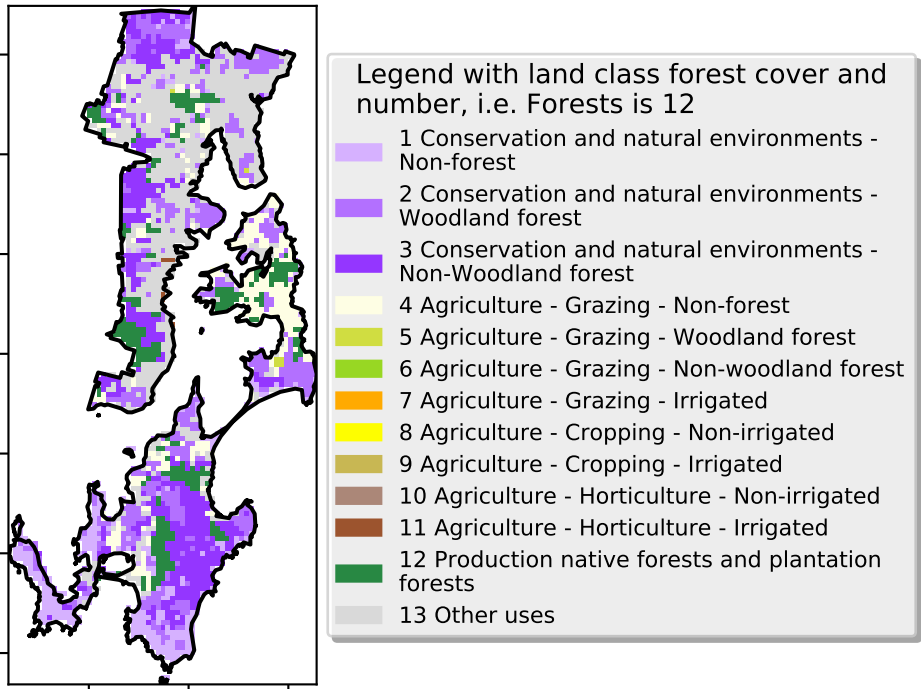 Legend with land class forest cover and
number, i.e. Forests is 12
1 Conservation and natural environments -
Non-forest
2 Conservation and natural environments -
Woodland forest
3 Conservation and natural environments -
Non-Woodland forest
4 Agriculture - Grazing - Non-forest
5 Agriculture - Grazing - Woodland forest
6 Agriculture - Grazing - Non-woodland forest
7 Agriculture - Grazing - Irrigated
8 Agriculture - Cropping - Non-irrigated
9 Agriculture - Cropping - Irrigated
10 Agriculture - Horticulture - Non-irrigated
11 Agriculture - Horticulture - Irrigated
12 Production native forests and plantation
forests
13 Other uses